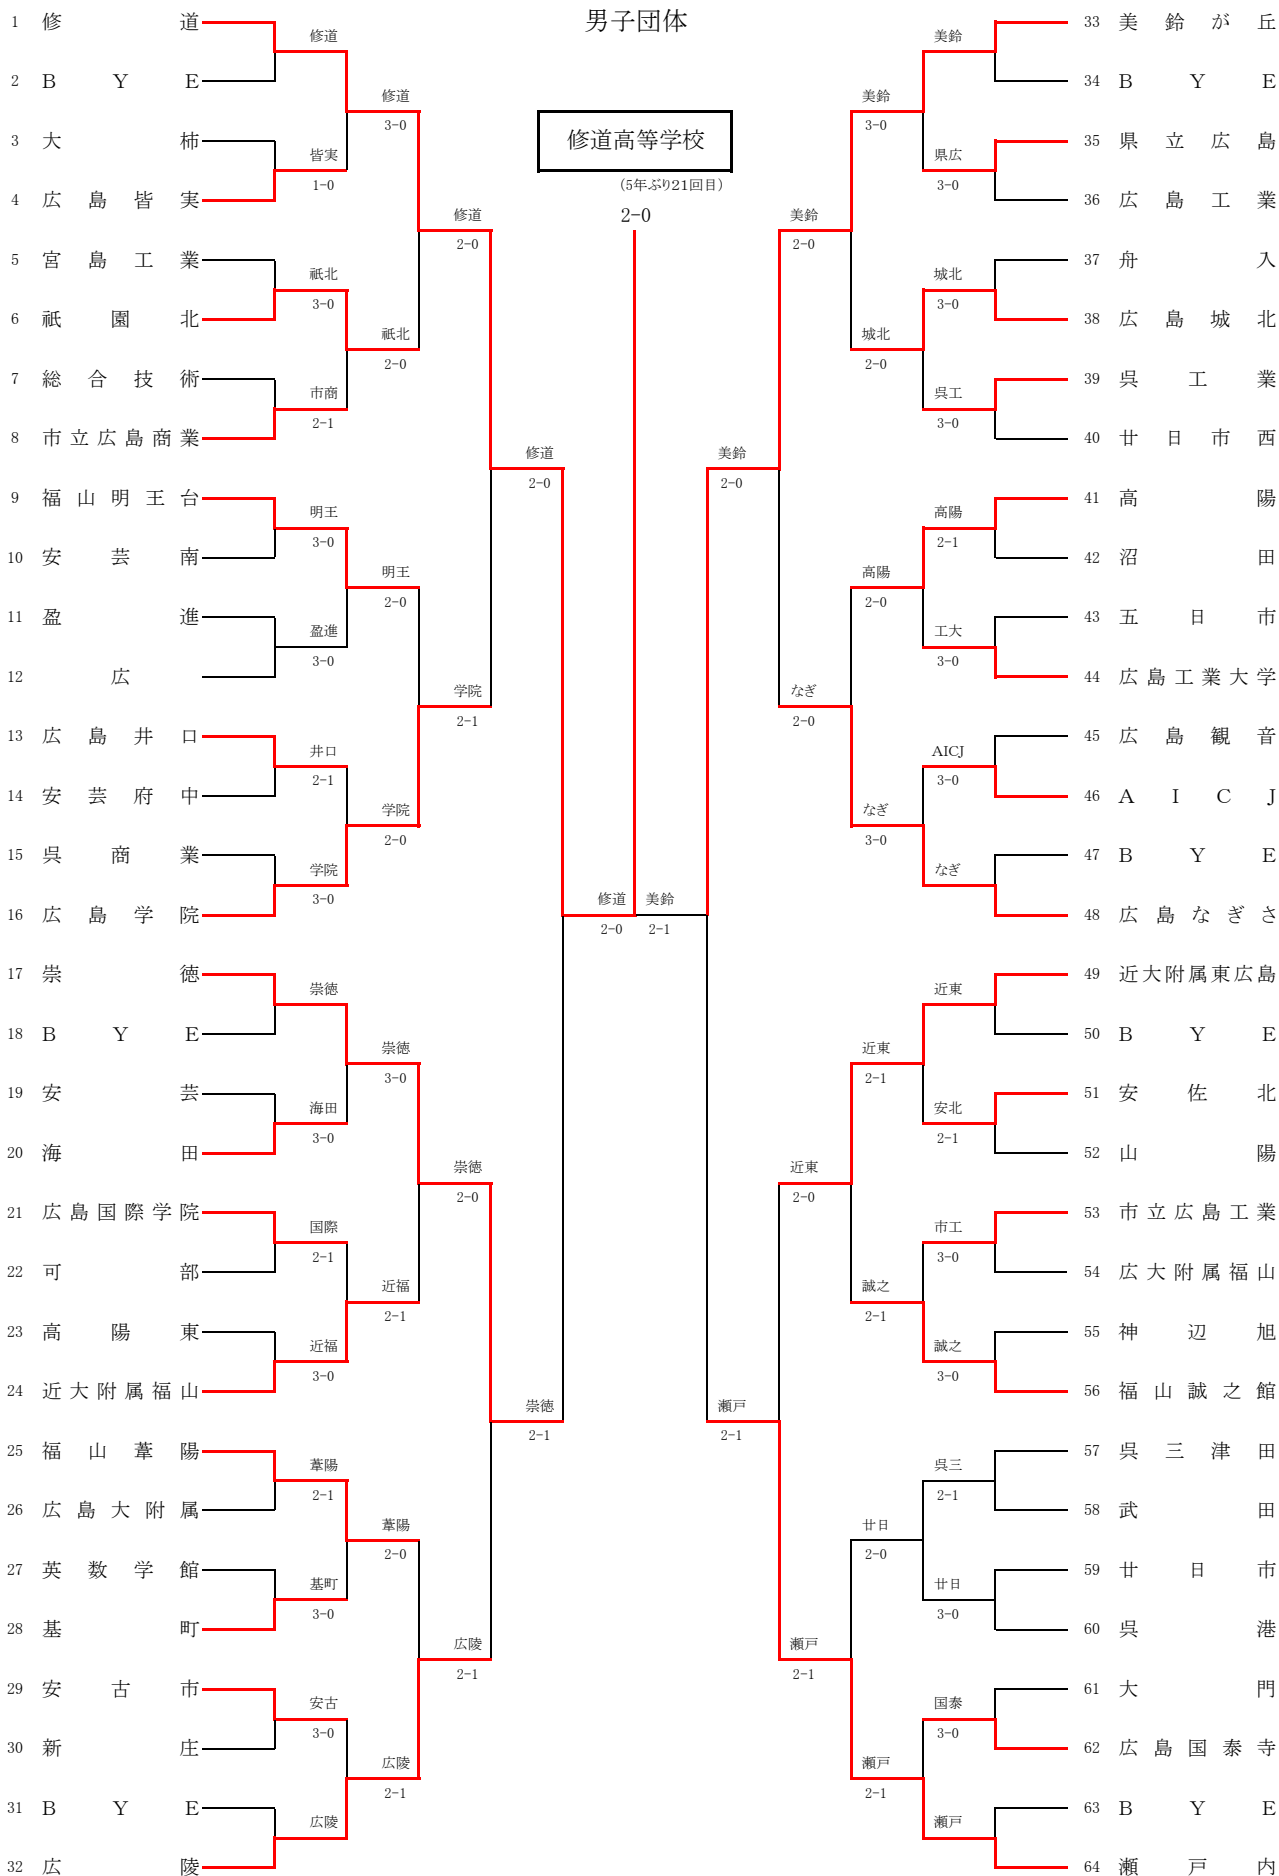 男子団体
修道高等学校
(5年ぶり21回目)
2-0
1 修道
2 BYE
3 大柿
4 広島皆実
5 宮島工業
6 祇園北
7 総合技術
8 市立広島商業
9 福山明王台
10 安芸南
11 盈進
12 広
13 広島井口
14 安芸府中
15 呉商業
16 広島学院
17 崇徳
18 BYE
19 安芸
20 海田
21 広島国際学院
22 可部
23 高陽東
24 近大附属福山
25 福山葦陽
26 広島大附属
27 英数学館
28 基町
29 安古市
30 新庄
31 BYE
32 広陵
修道
皆実
1-0
祇北
3-0
市商
2-1
明王
3-0
盈進
3-0
井口
2-1
学院
3-0
崇徳
海田
3-0
国際
2-1
近福
3-0
葦陽
2-1
基町
3-0
安古
3-0
広陵
修道
3-0
祇北
2-0
明王
2-0
学院
2-0
崇徳
3-0
近福
2-1
葦陽
2-0
広陵
2-1
修道
2-0
学院
2-1
崇徳
2-0
広陵
2-1
修道
2-0
崇徳
2-1
修道
2-0
美鈴
2-1
美鈴
2-0
瀬戸
2-1
美鈴
2-0
なぎ
2-0
近東
2-0
瀬戸
2-1
美鈴
3-0
城北
2-0
高陽
2-0
なぎ
3-0
近東
2-1
誠之
2-1
廿日
2-0
瀬戸
2-1
美鈴
県広
3-0
城北
3-0
呉工
3-0
高陽
2-1
工大
3-0
AICJ
3-0
なぎ
近東
安北
2-1
市工
3-0
誠之
3-0
呉三
2-1
廿日
3-0
国泰
3-0
瀬戸
33 美鈴が丘
34 BYE
35 県立広島
36 広島工業
37 舟入
38 広島城北
39 呉工業
40 廿日市西
41 高陽
42 沼田
43 五日市
44 広島工業大学
45 広島観音
46 AICJ
47 BYE
48 広島なぎさ
49 近大附属東広島
50 BYE
51 安佐北
52 山陽
53 市立広島工業
54 広大附属福山
55 神辺旭
56 福山誠之館
57 呉三津田
58 武田
59 廿日市
60 呉港
61 大門
62 広島国泰寺
63 BYE
64 瀬戸内